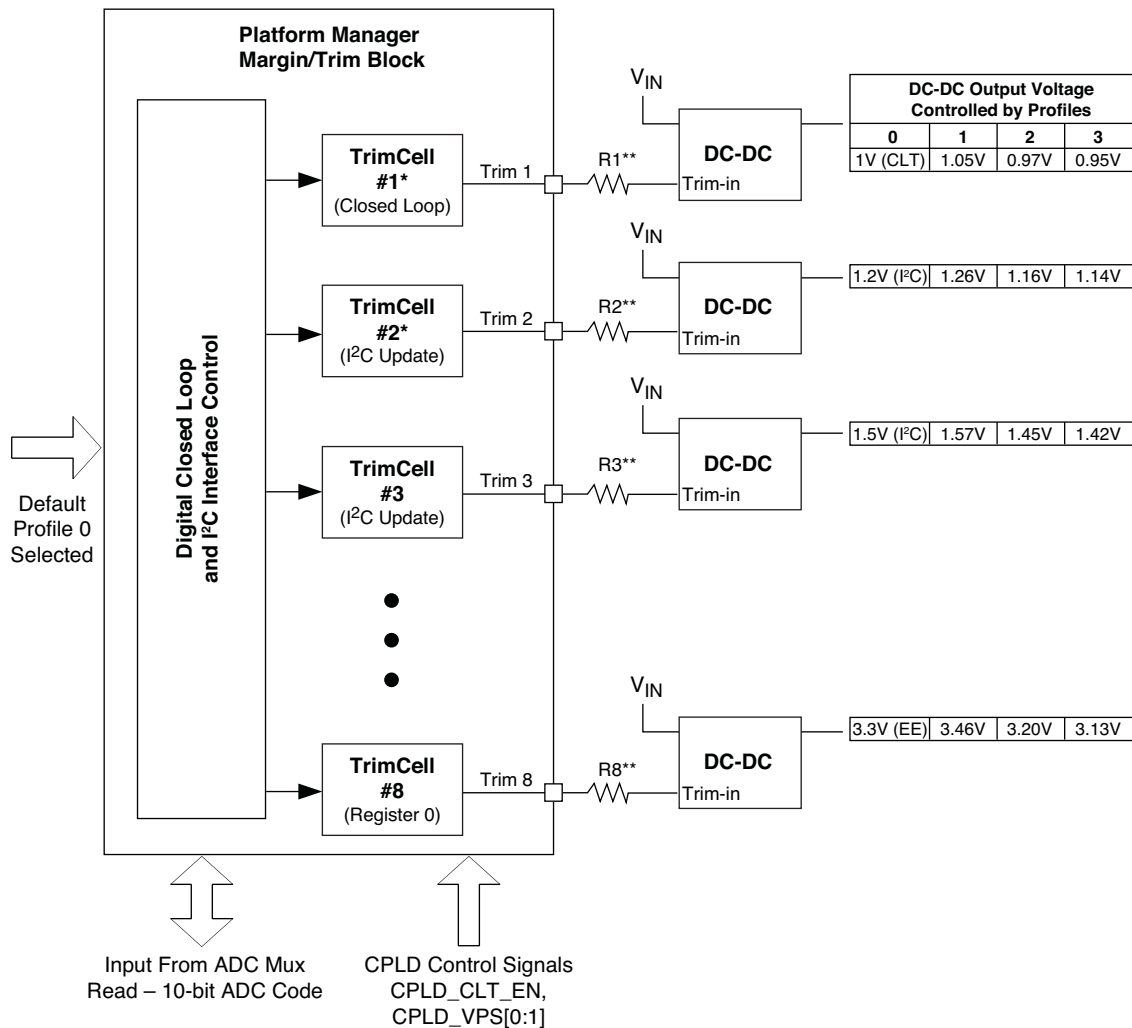 Platform Manager
Margin/Trim Block
Digital Closed Loop
and I²C Interface Control
Default
Profile 0
Selected
TrimCell
#1*
(Closed Loop)
Trim 1
R1**
VIN
DC-DC
Trim-in
DC-DC Output Voltage
Controlled by Profiles
0 1 2 3
1V (CLT) 1.05V 0.97V 0.95V
TrimCell
#2*
(I²C Update)
Trim 2
R2**
VIN
DC-DC
Trim-in
1.2V (I²C) 1.26V 1.16V 1.14V
TrimCell
#3
(I²C Update)
Trim 3
R3**
VIN
DC-DC
Trim-in
1.5V (I²C) 1.57V 1.45V 1.42V
TrimCell
#8
(Register 0)
Trim 8
R8**
VIN
DC-DC
Trim-in
3.3V (EE) 3.46V 3.20V 3.13V
Input From ADC Mux
Read – 10-bit ADC Code
CPLD Control Signals
CPLD_CLT_EN,
CPLD_VPS[0:1]